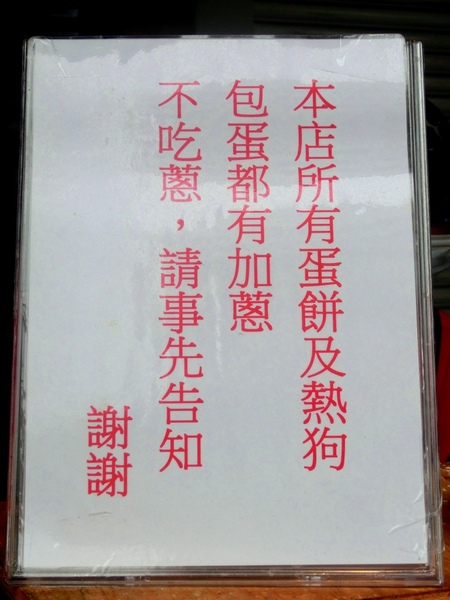 本店所有蛋餅及熱狗
包蛋都有加蔥
不吃蔥，請事先告知
謝謝